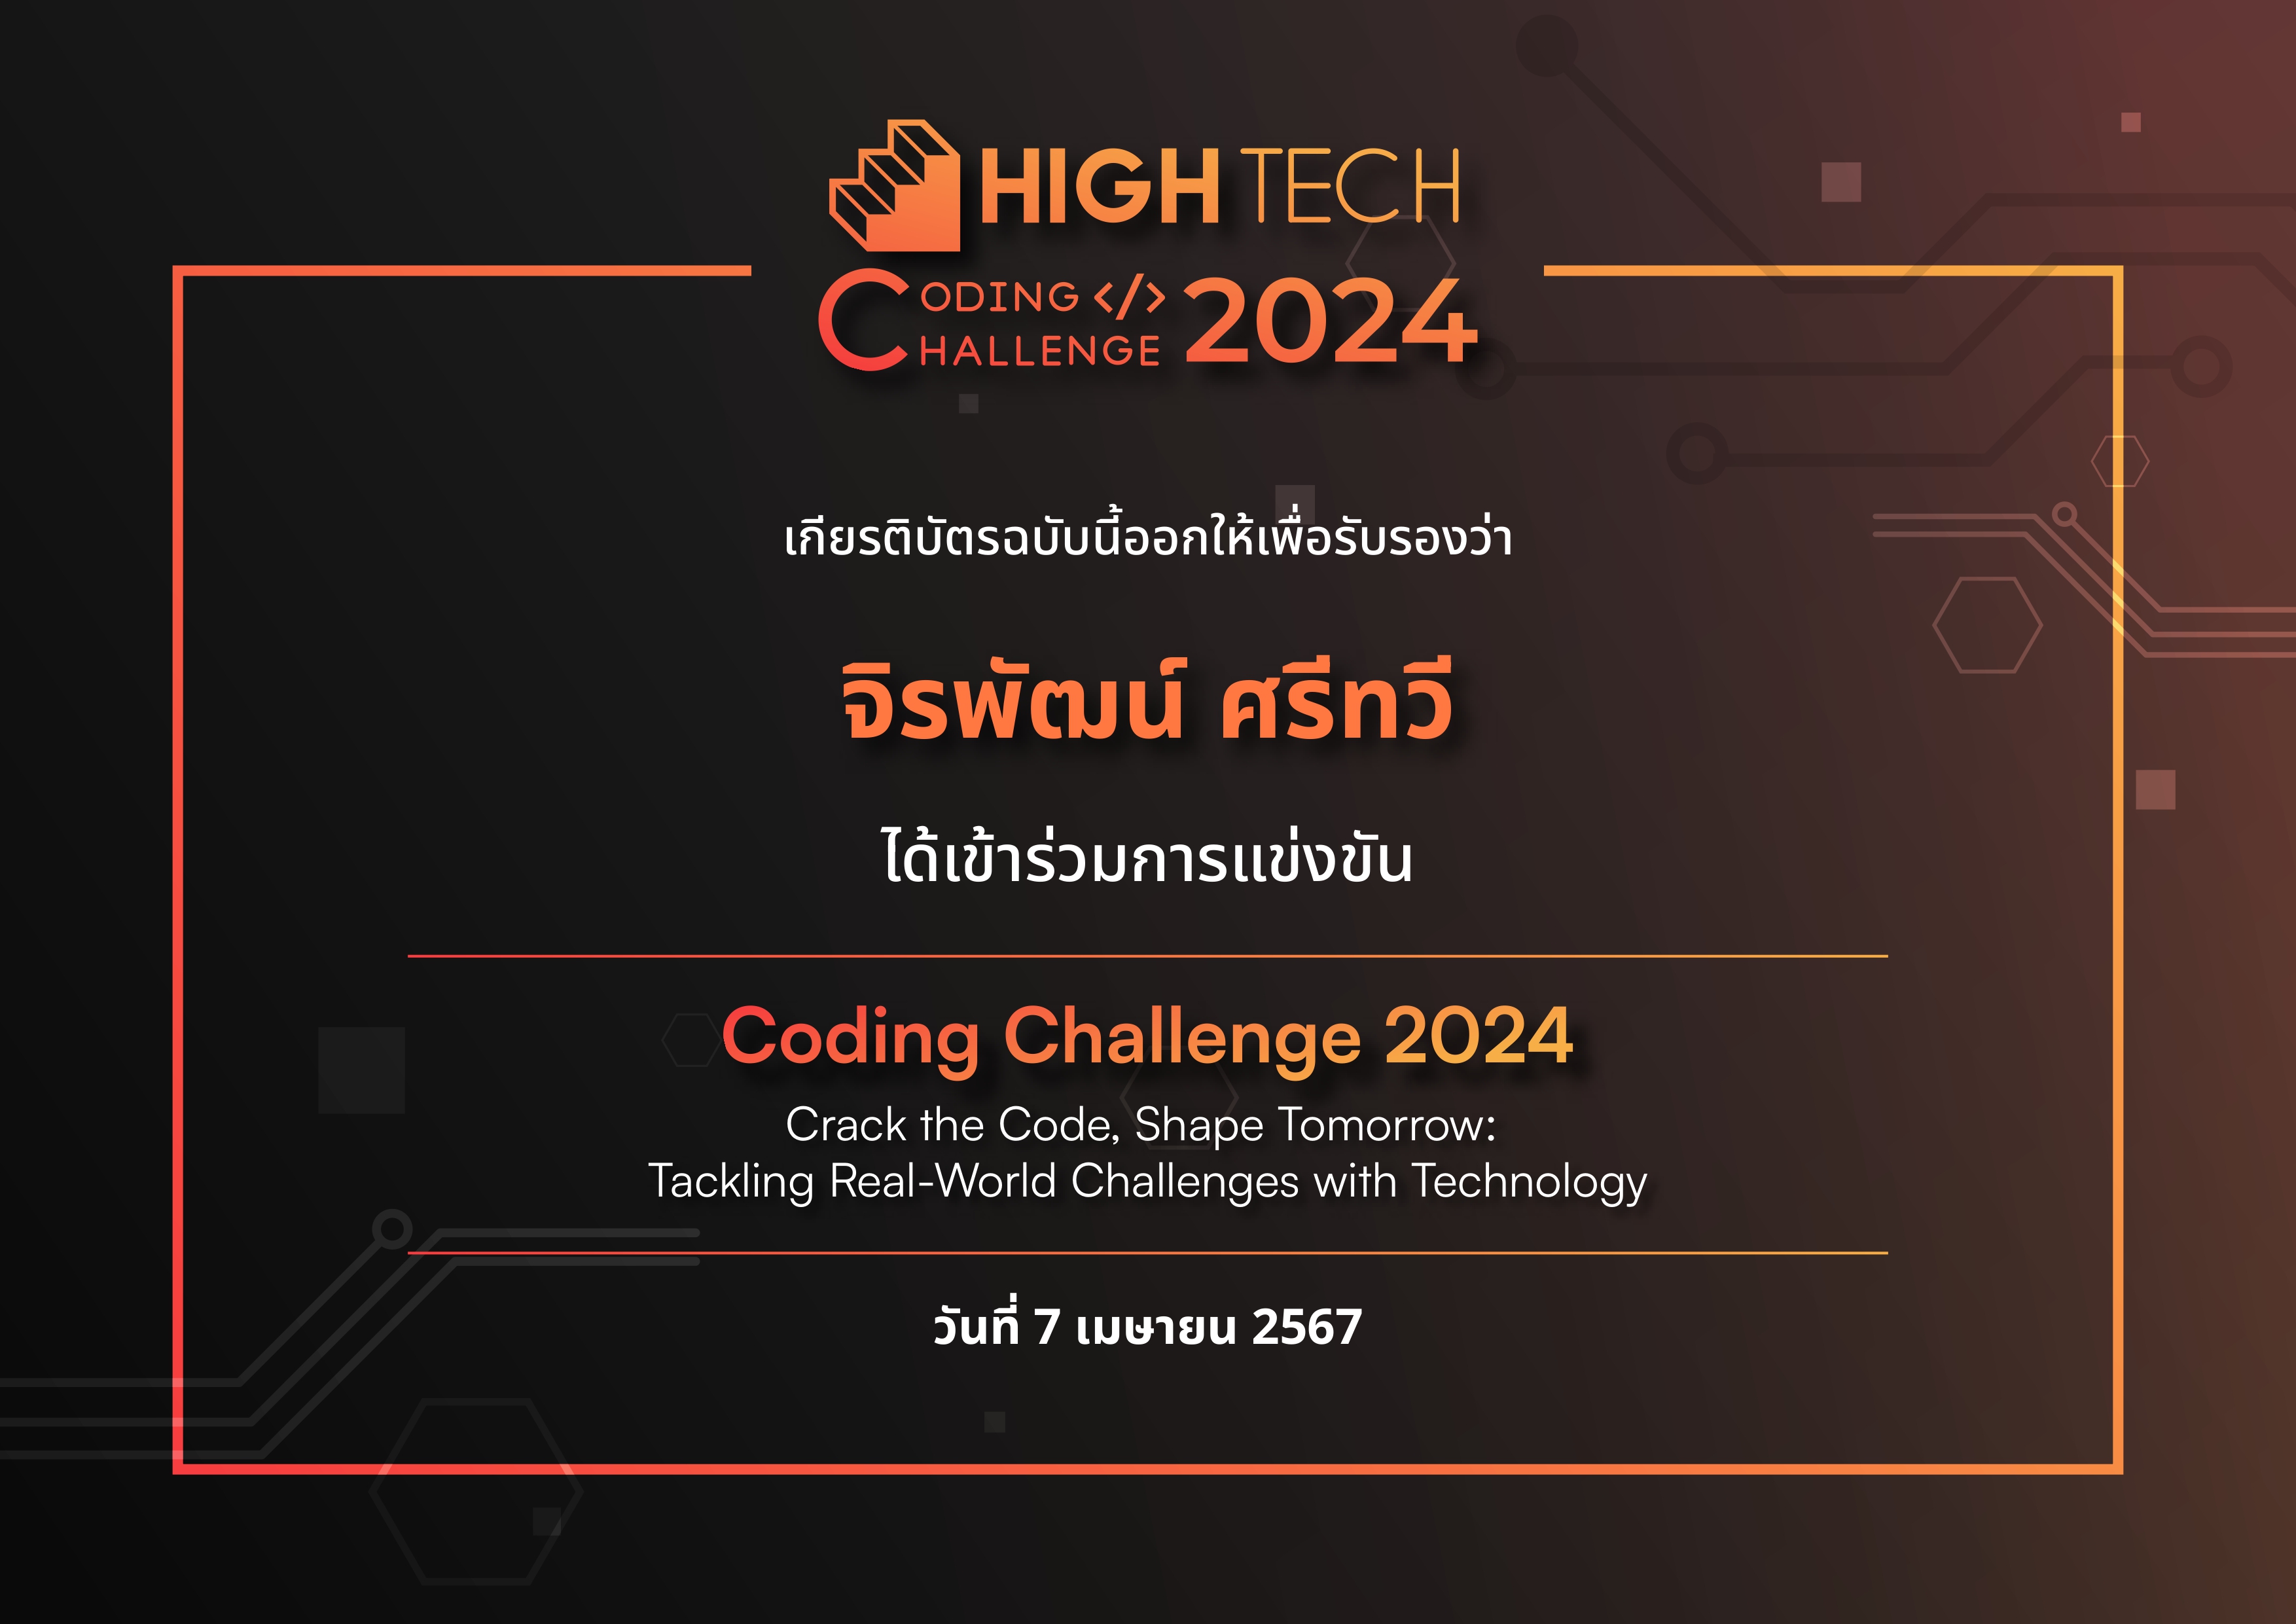 HIGH TECH
CODING </> CHALLENGE 2024
เกียรติบัตรฉบับนี้ออกให้เพื่อรับรองว่า
จิรพัฒน์ ศรีทวี
ได้เข้าร่วมการแข่งขัน
Coding Challenge 2024
Crack the Code, Shape Tomorrow:
Tackling Real-World Challenges with Technology
วันที่ 7 เมษายน 2567